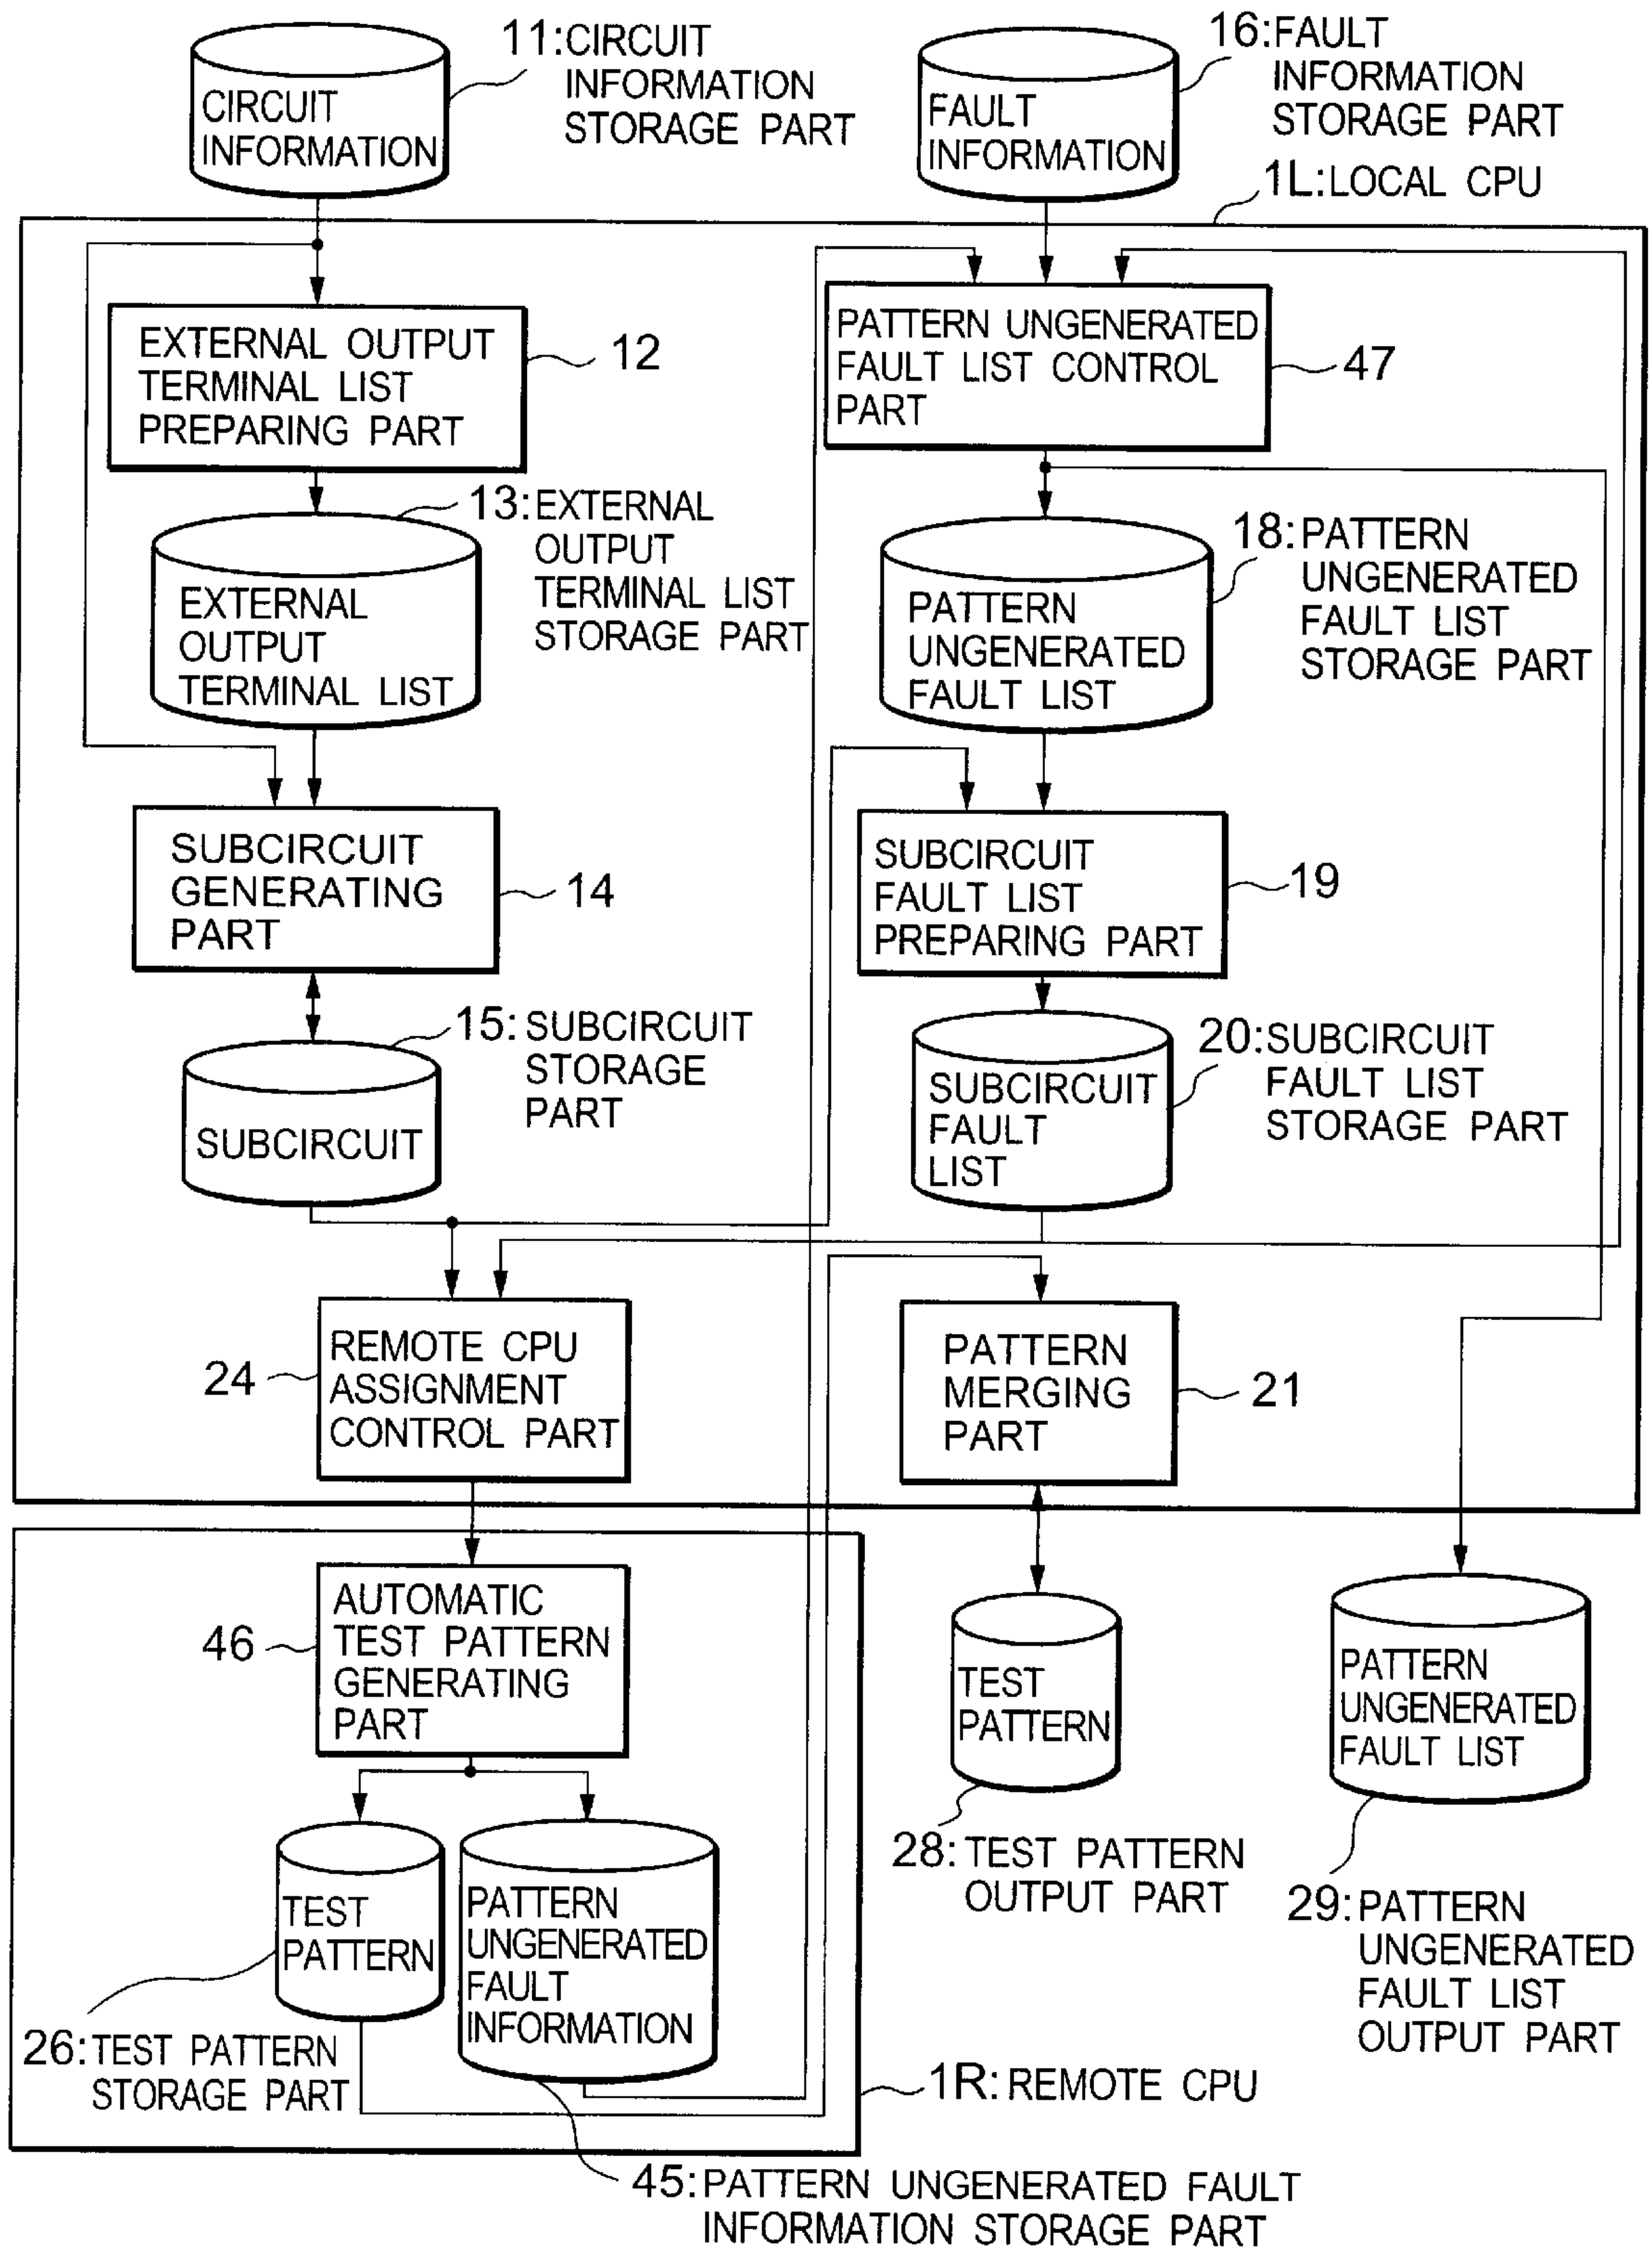 11:CIRCUIT
INFORMATION
STORAGE PART
CIRCUIT
INFORMATION
16:FAULT
INFORMATION
STORAGE PART
FAULT
INFORMATION
1L:LOCAL CPU
EXTERNAL OUTPUT
TERMINAL LIST
PREPARING PART
12
PATTERN UNGENERATED
FAULT LIST CONTROL
PART
47
13:EXTERNAL
OUTPUT
TERMINAL LIST
STORAGE PART
EXTERNAL
OUTPUT
TERMINAL LIST
18:PATTERN
UNGENERATED
FAULT LIST
STORAGE PART
PATTERN
UNGENERATED
FAULT LIST
SUBCIRCUIT
GENERATING
PART
14
SUBCIRCUIT
FAULT LIST
PREPARING PART
19
15:SUBCIRCUIT
STORAGE
PART
SUBCIRCUIT
20:SUBCIRCUIT
FAULT LIST
STORAGE PART
SUBCIRCUIT
FAULT
LIST
24
REMOTE CPU
ASSIGNMENT
CONTROL PART
PATTERN
MERGING
PART
21
46
AUTOMATIC
TEST PATTERN
GENERATING
PART
TEST
PATTERN
PATTERN
UNGENERATED
FAULT LIST
28:TEST PATTERN
OUTPUT PART
29:PATTERN
UNGENERATED
FAULT LIST
OUTPUT PART
TEST
PATTERN
PATTERN
UNGENERATED
FAULT
INFORMATION
26:TEST PATTERN
STORAGE PART
1R:REMOTE CPU
45:PATTERN UNGENERATED FAULT
INFORMATION STORAGE PART